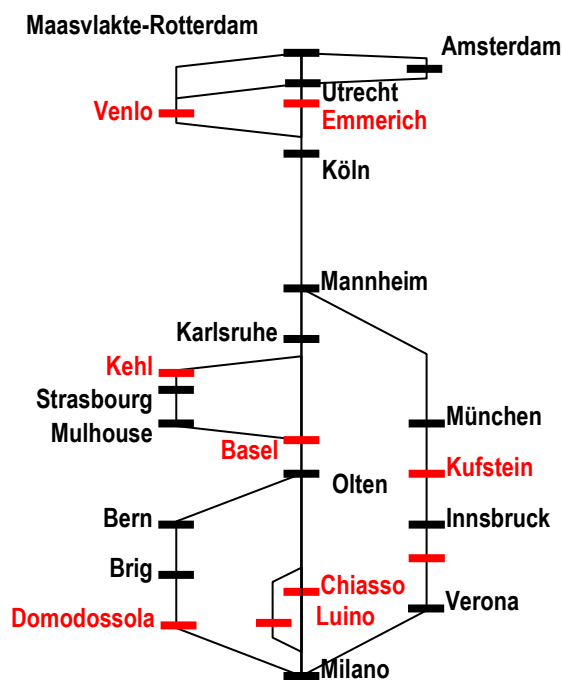 Maasvlakte-Rotterdam
Amsterdam
Utrecht
Venlo
Emmerich
Köln
Mannheim
Karlsruhe
Kehl
Strasbourg
Mulhouse
München
Basel
Kufstein
Olten
Bern
Innsbruck
Brig
Chiasso
Verona
Domodossola
Luino
Milano